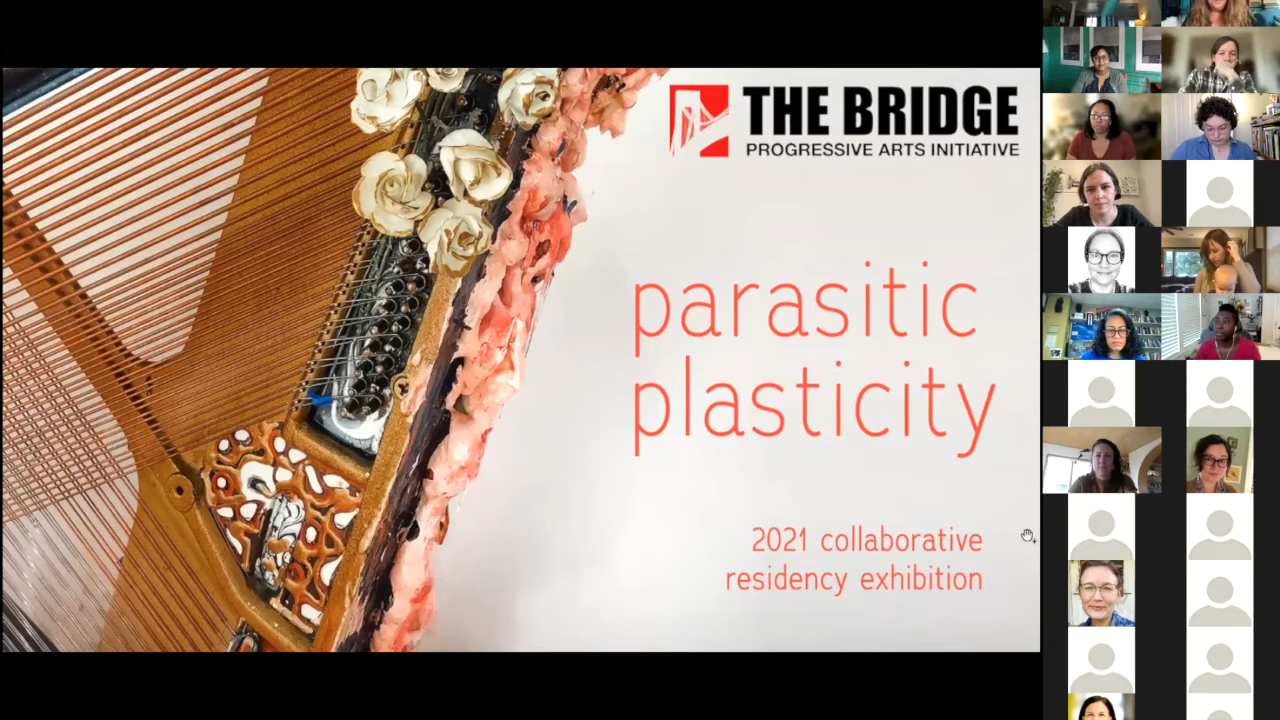 THE BRIDGE
PROGRESSIVE ARTS INITIATIVE
parasitic
plasticity
2021 collaborative
residency exhibition